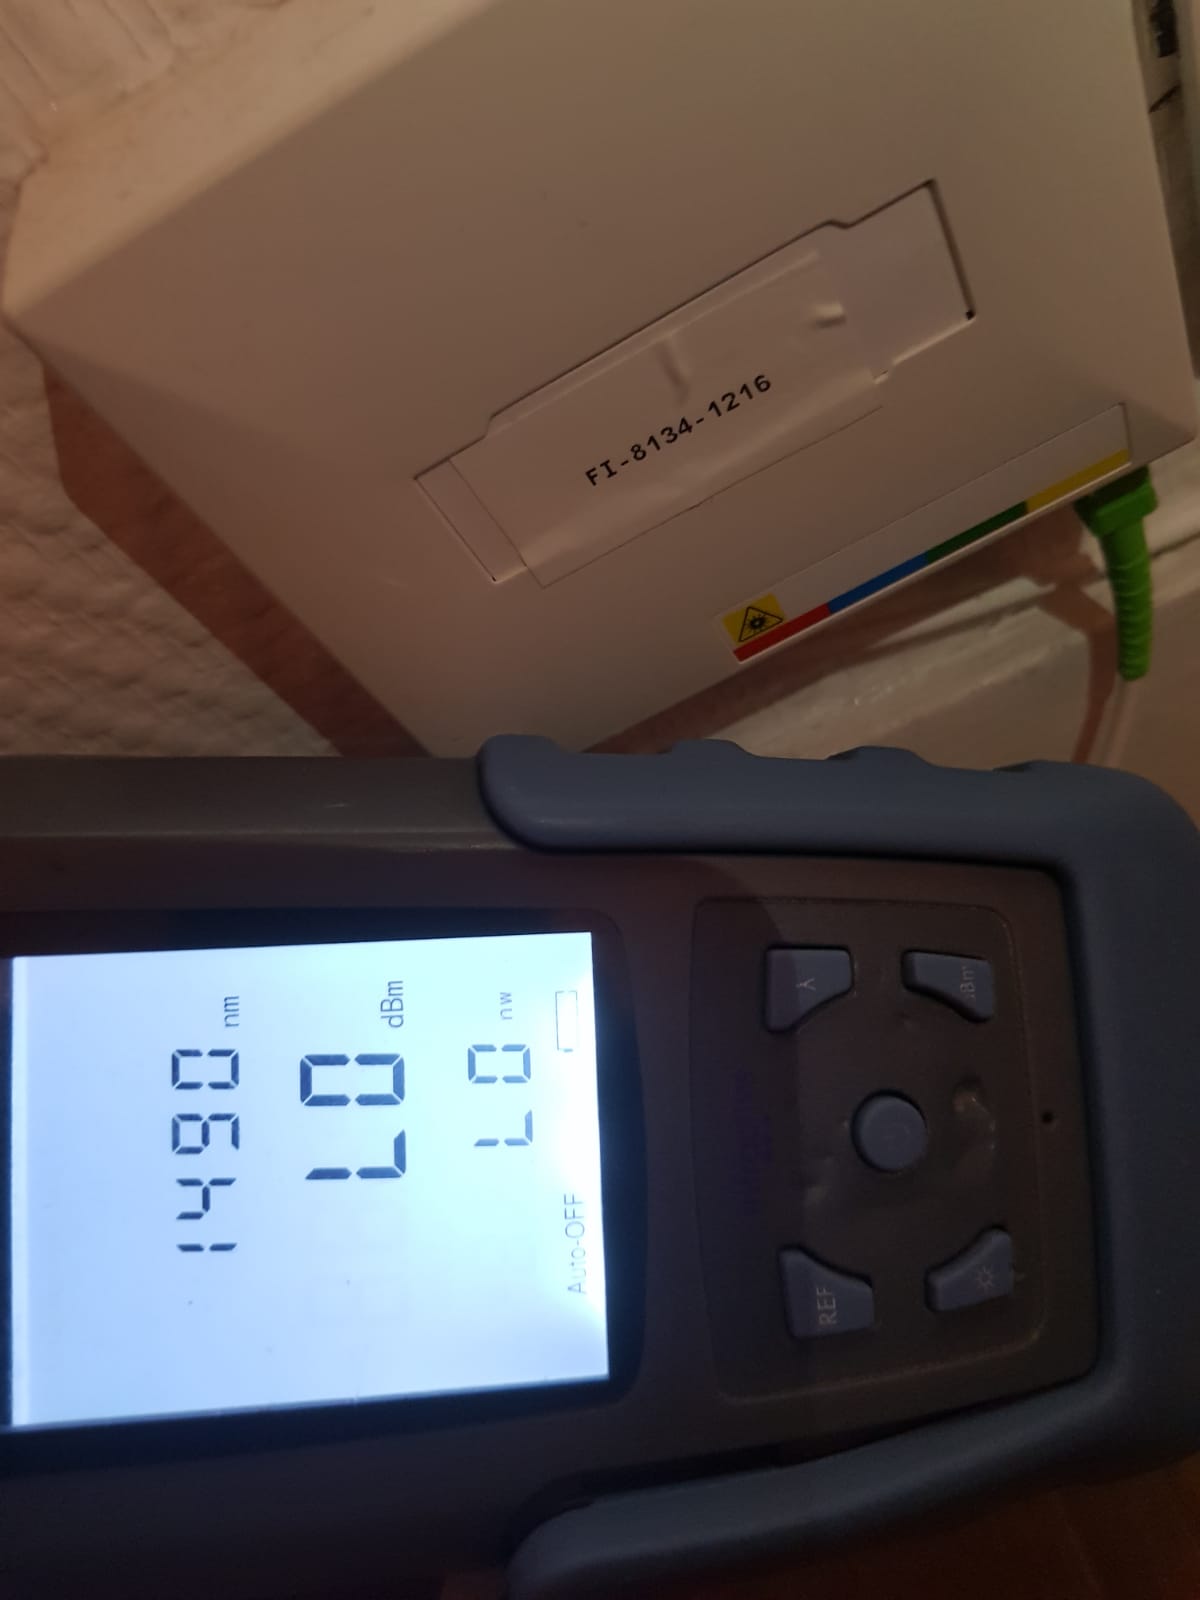 FI-8134-1216
1490 nm
LO dBm
LO nw
Auto-OFF
λ
dBm
REF